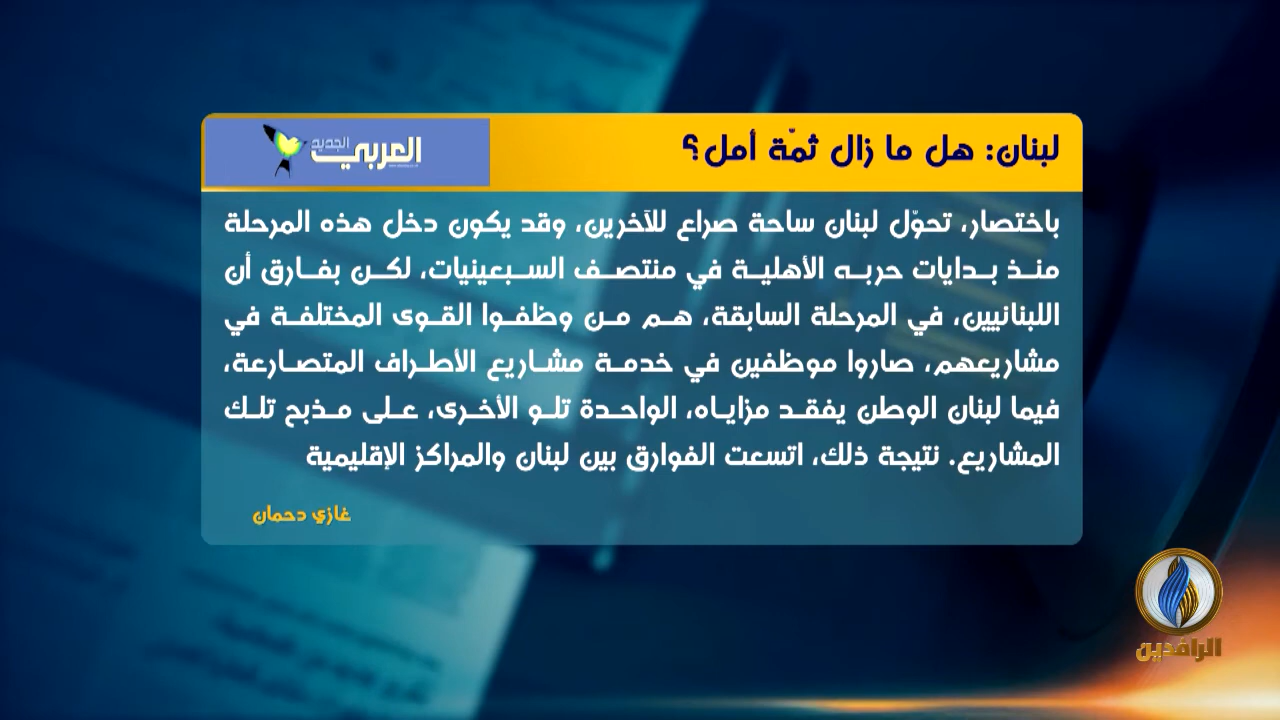 لبنان: هل ما زال ثمّة أمل؟
العربي الجديد
باختصار، تحوّل لبنان ساحة صراع للآخرين، وقد يكون دخل هذه المرحلة
منذ بدايات حربه الأهلية في منتصف السبعينيات، لكن بفارق أن
اللبنانيين، في المرحلة السابقة، هم من وظفوا القوى المختلفة في
مشاريعهم، صاروا موظفين في خدمة مشاريع الأطراف المتصارعة،
فيما لبنان الوطن يفقد مزاياه، الواحدة تلو الأخرى، على مذبح تلك
المشاريع. نتيجة ذلك، اتسعت الفوارق بين لبنان والمراكز الإقليمية
غازي دحمان
الرافدين